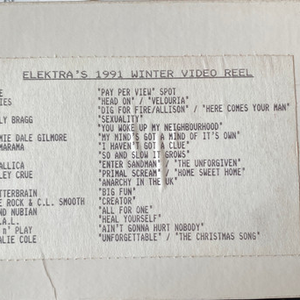 ELEKTRA'S 1991 WINTER VIDEO REEL
"PAY PER VIEW" SPOT
IES "HEAD ON" / "VELOURIA"
"DIG FOR FIRE/ALLISON" / "HERE COMES YOUR MAN"
LY BRAGG "SEXUALITY"
"YOU WOKE UP MY NEIGHBOURHOOD"
MIE DALE GILMORE "MY MIND'S GOT A MIND OF IT'S OWN"
MARAMA "I HAVEN'T GOT A CLUE"
"SO AND SLOW IT GROWS"
ALLICA "ENTER SANDMAN" / "THE UNFORGIVEN"
LEY CRUE "PRIMAL SCREAM" / "HOME SWEET HOME"
"ANARCHY IN THE UK"
TTERBRAIN "BIG FUN"
E ROCK & C.L. SMOOTH "CREATOR"
ND NUBIAN "ALL FOR ONE"
.A.L. "HEAL YOURSELF"
n' PLAY "AIN'T GONNA HURT NOBODY"
ALIE COLE "UNFORGETTABLE" / "THE CHRISTMAS SONG"